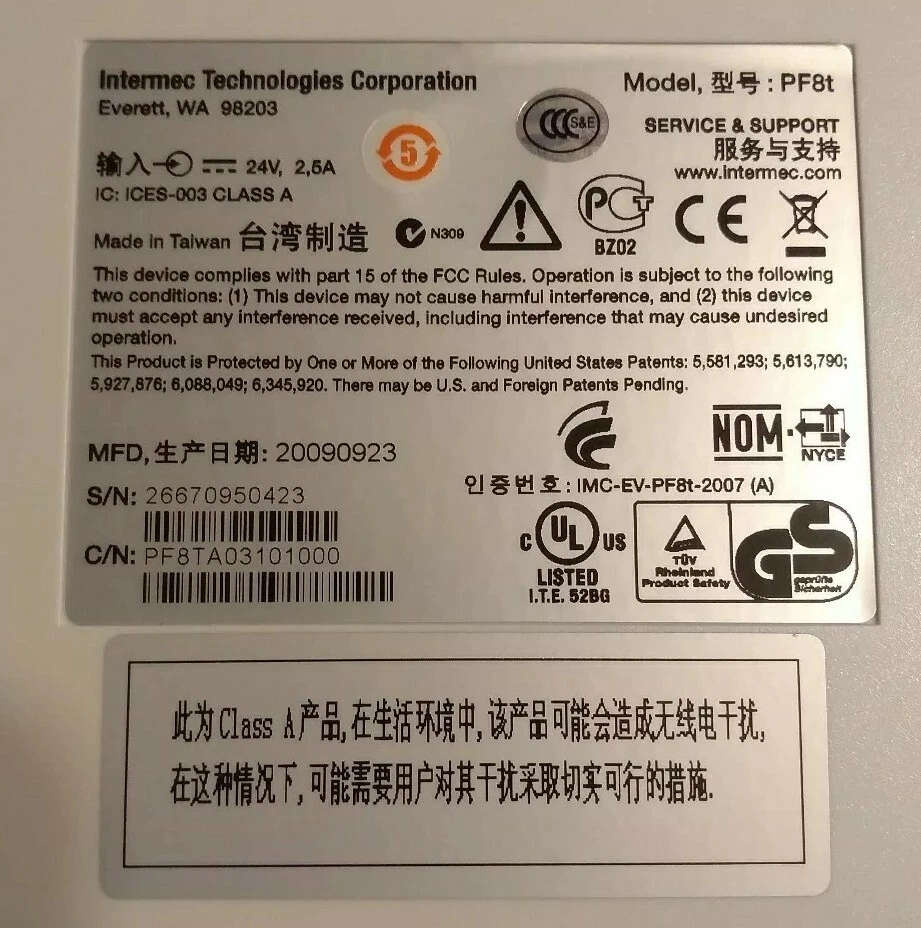 Intermec Technologies Corporation
Everett, WA 98203
Model, 型号 : PF8t
SERVICE & SUPPORT
服务与支持
www.intermec.com
CCC S&E
5
输入 24V, 2,5A
IC: ICES-003 CLASS A
Made in Taiwan 台湾制造
N309
PCT
BZ02
CE
This device complies with part 15 of the FCC Rules. Operation is subject to the following
two conditions: (1) This device may not cause harmful interference, and (2) this device
must accept any interference received, including interference that may cause undesired
operation.
This Product is Protected by One or More of the Following United States Patents: 5,581,293; 5,613,790;
5,927,876; 6,088,049; 6,345,920. There may be U.S. and Foreign Patents Pending.
MFD,生产日期: 20090923
S/N: 26670950423
C/N: PF8TA03101000
NOM
NYCE
인증번호 : IMC-EV-PF8t-2007 (A)
C UL US
LISTED
I.T.E. 52BG
TÜV
Rheinland
Product Safety
GS
geprüfte
Sicherheit
此为Class A产品,在生活环境中,该产品可能会造成无线电干扰,
在这种情况下,可能需要用户对其干扰采取切实可行的措施.